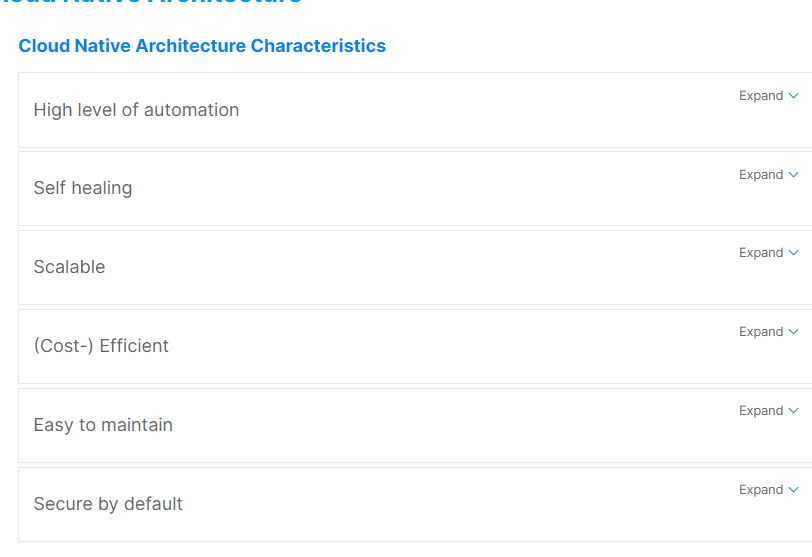 Cloud Native Architecture Characteristics
High level of automation
Expand
Self healing
Expand
Scalable
Expand
(Cost-) Efficient
Expand
Easy to maintain
Expand
Secure by default
Expand